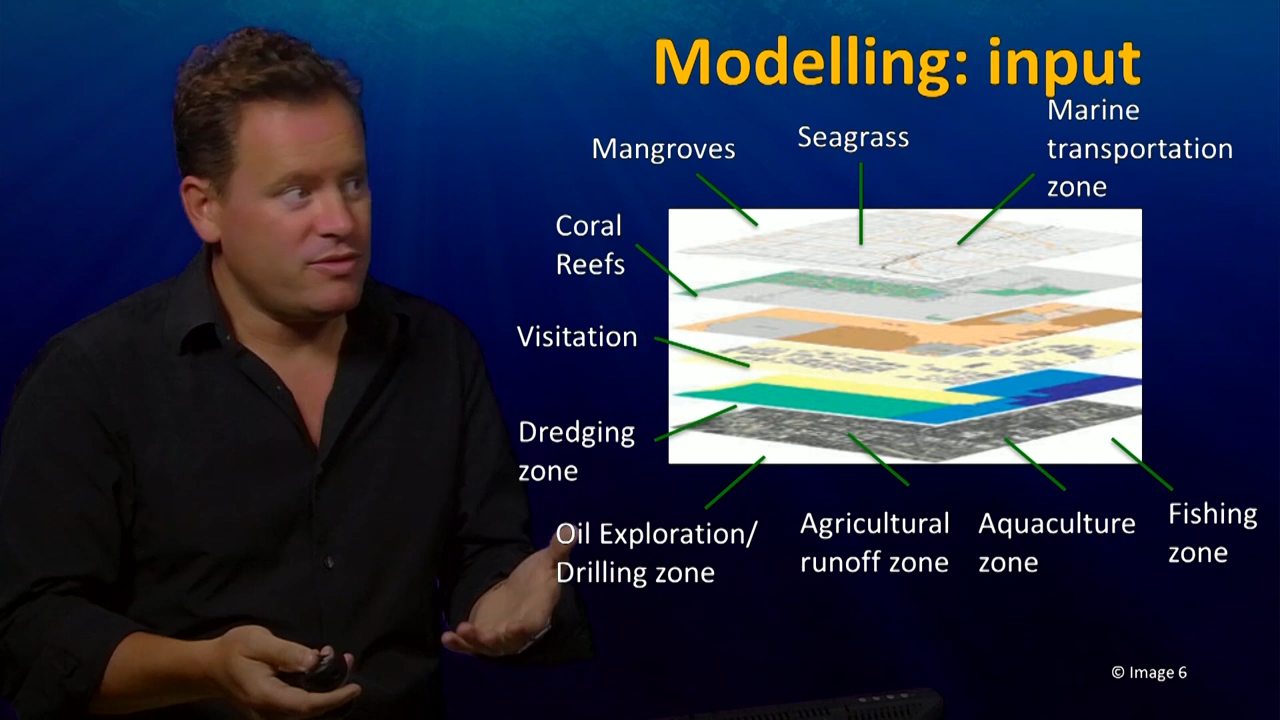 Modelling: input
Mangroves
Seagrass
Marine
transportation
zone
Coral
Reefs
Visitation
Dredging
zone
Oil Exploration/
Drilling zone
Agricultural
runoff zone
Aquaculture
zone
Fishing
zone
© Image 6